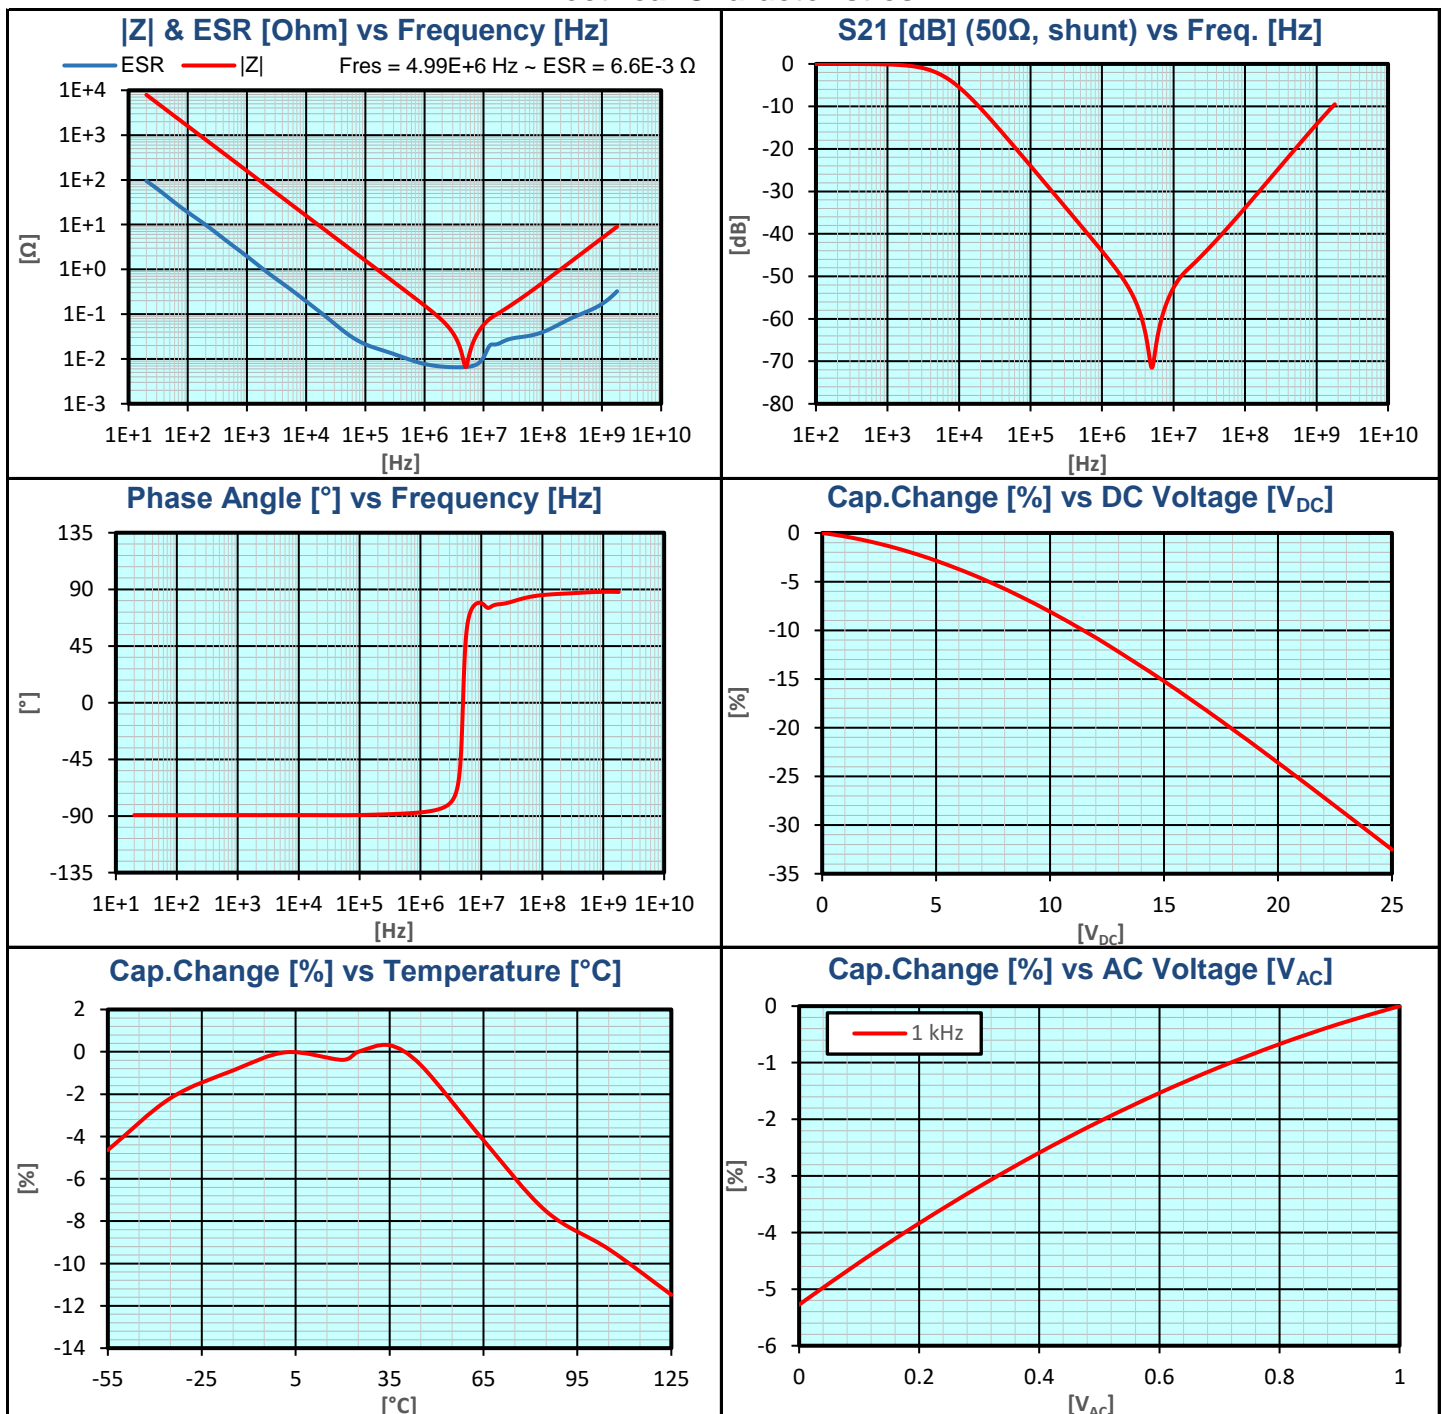 |Z| & ESR [Ohm] vs Frequency [Hz]
ESR |Z| Fres = 4.99E+6 Hz ~ ESR = 6.6E-3 Ω
1E+4
1E+3
1E+2
1E+1
1E+0
1E-1
1E-2
1E-3
[Ω]
1E+1 1E+2 1E+3 1E+4 1E+5 1E+6 1E+7 1E+8 1E+9 1E+10
[Hz]
S21 [dB] (50Ω, shunt) vs Freq. [Hz]
0
-10
-20
-30
-40
-50
-60
-70
-80
[dB]
1E+2 1E+3 1E+4 1E+5 1E+6 1E+7 1E+8 1E+9 1E+10
[Hz]
Phase Angle [°] vs Frequency [Hz]
135
90
45
0
-45
-90
-135
[°]
1E+1 1E+2 1E+3 1E+4 1E+5 1E+6 1E+7 1E+8 1E+9 1E+10
[Hz]
Cap.Change [%] vs DC Voltage [VDC]
0
-5
-10
-15
-20
-25
-30
-35
[%]
0 5 10 15 20 25
[VDC]
Cap.Change [%] vs Temperature [°C]
2
0
-2
-4
-6
-8
-10
-12
-14
[%]
-55 -25 5 35 65 95 125
[°C]
Cap.Change [%] vs AC Voltage [VAC]
1 kHz
0
-1
-2
-3
-4
-5
-6
[%]
0 0.2 0.4 0.6 0.8 1
[VAC]